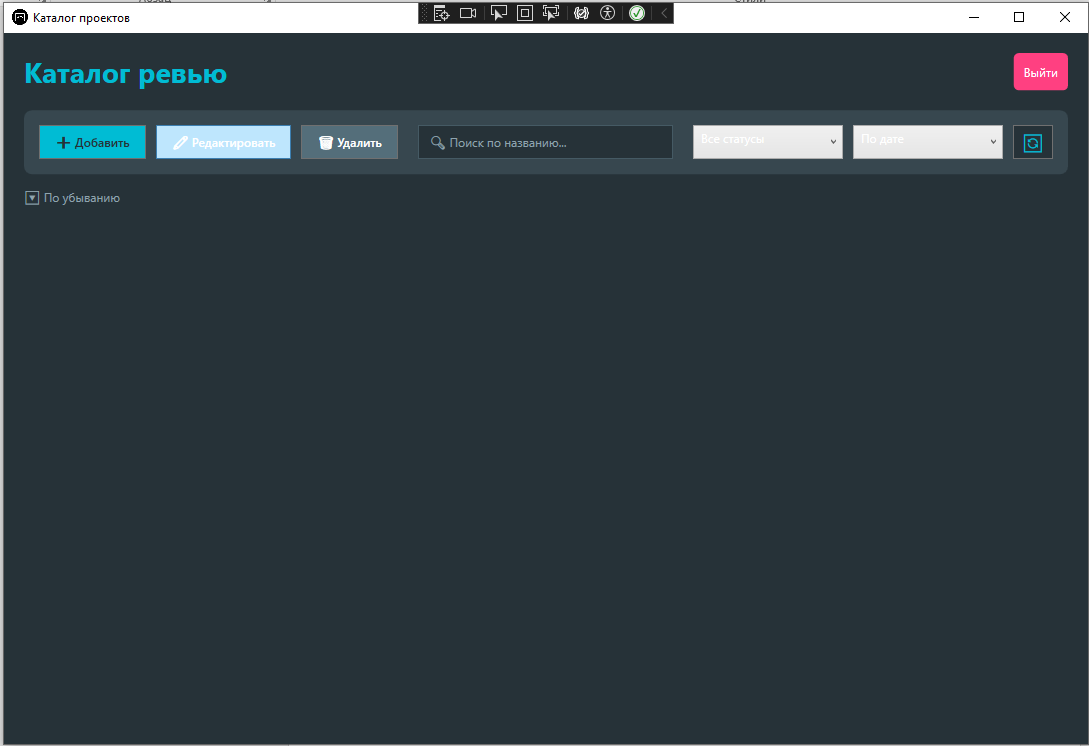 Каталог проектов
Каталог ревью
Выйти
Добавить
Редактировать
Удалить
Поиск по названию...
Все статусы
По дате
По убыванию